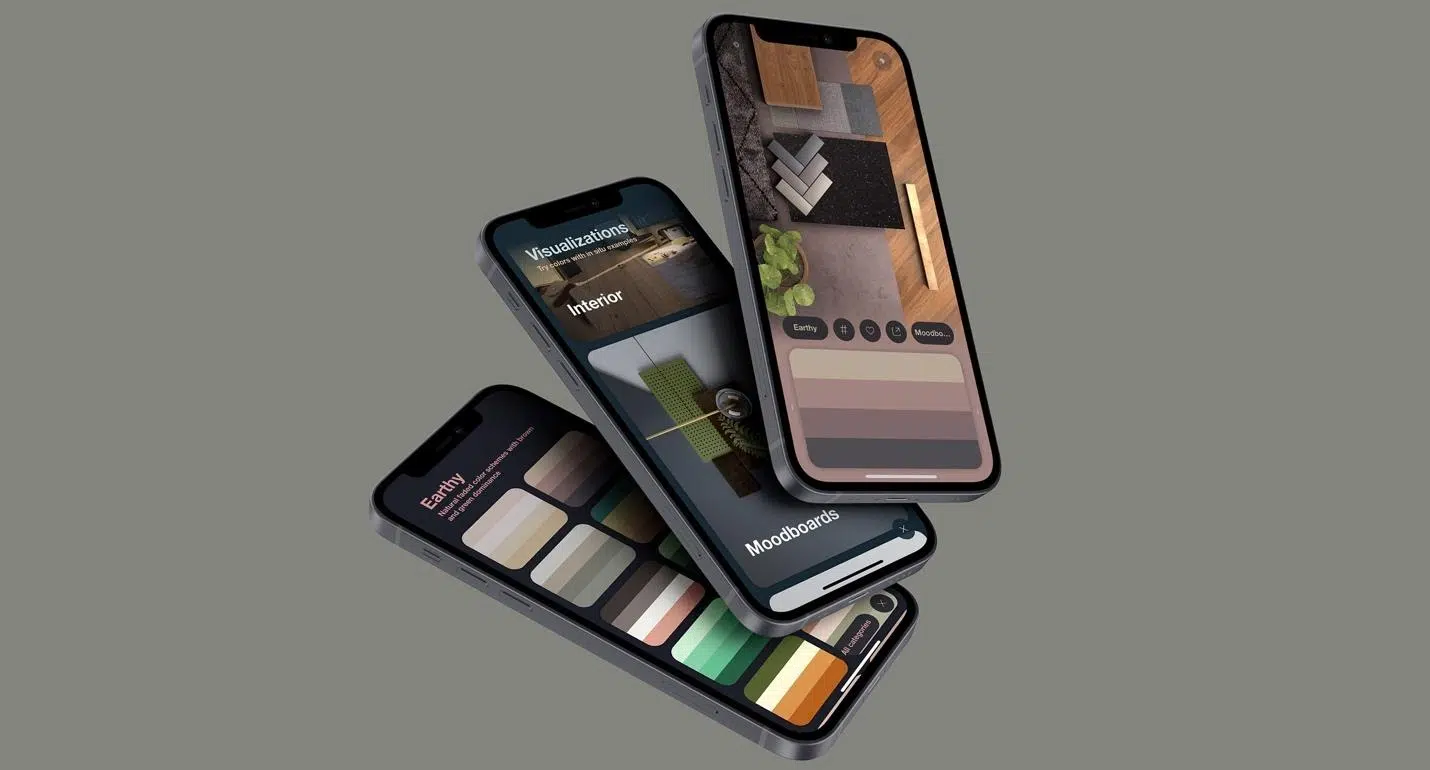 Visualizations
Try colors with in situ examples
Interior
Moodboards
Earthy
#
Moodbo...
Earthy
Natural faded color schemes with brown
and green dominance
All categories